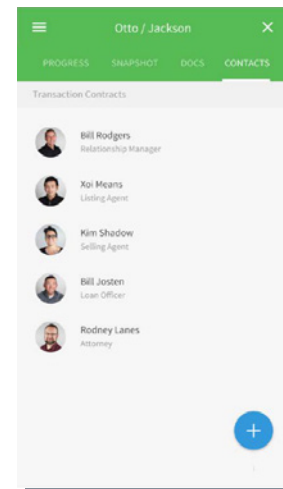 Otto / Jackson
PROGRESS SNAPSHOT DOCS CONTACTS
Transaction Contracts
Bill Rodgers
Relationship Manager
Xoi Means
Listing Agent
Kim Shadow
Selling Agent
Bill Josten
Loan Officer
Rodney Lanes
Attorney